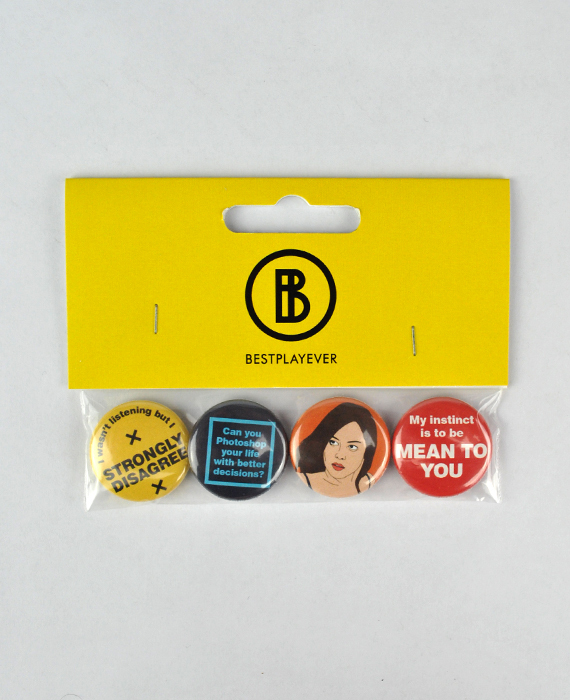 B
BESTPLAYEVER
I wasn't listening but I
STRONGLY
DISAGREE
Can you
Photoshop
your life
with better
decisions?
My instinct
is to be
MEAN TO
YOU